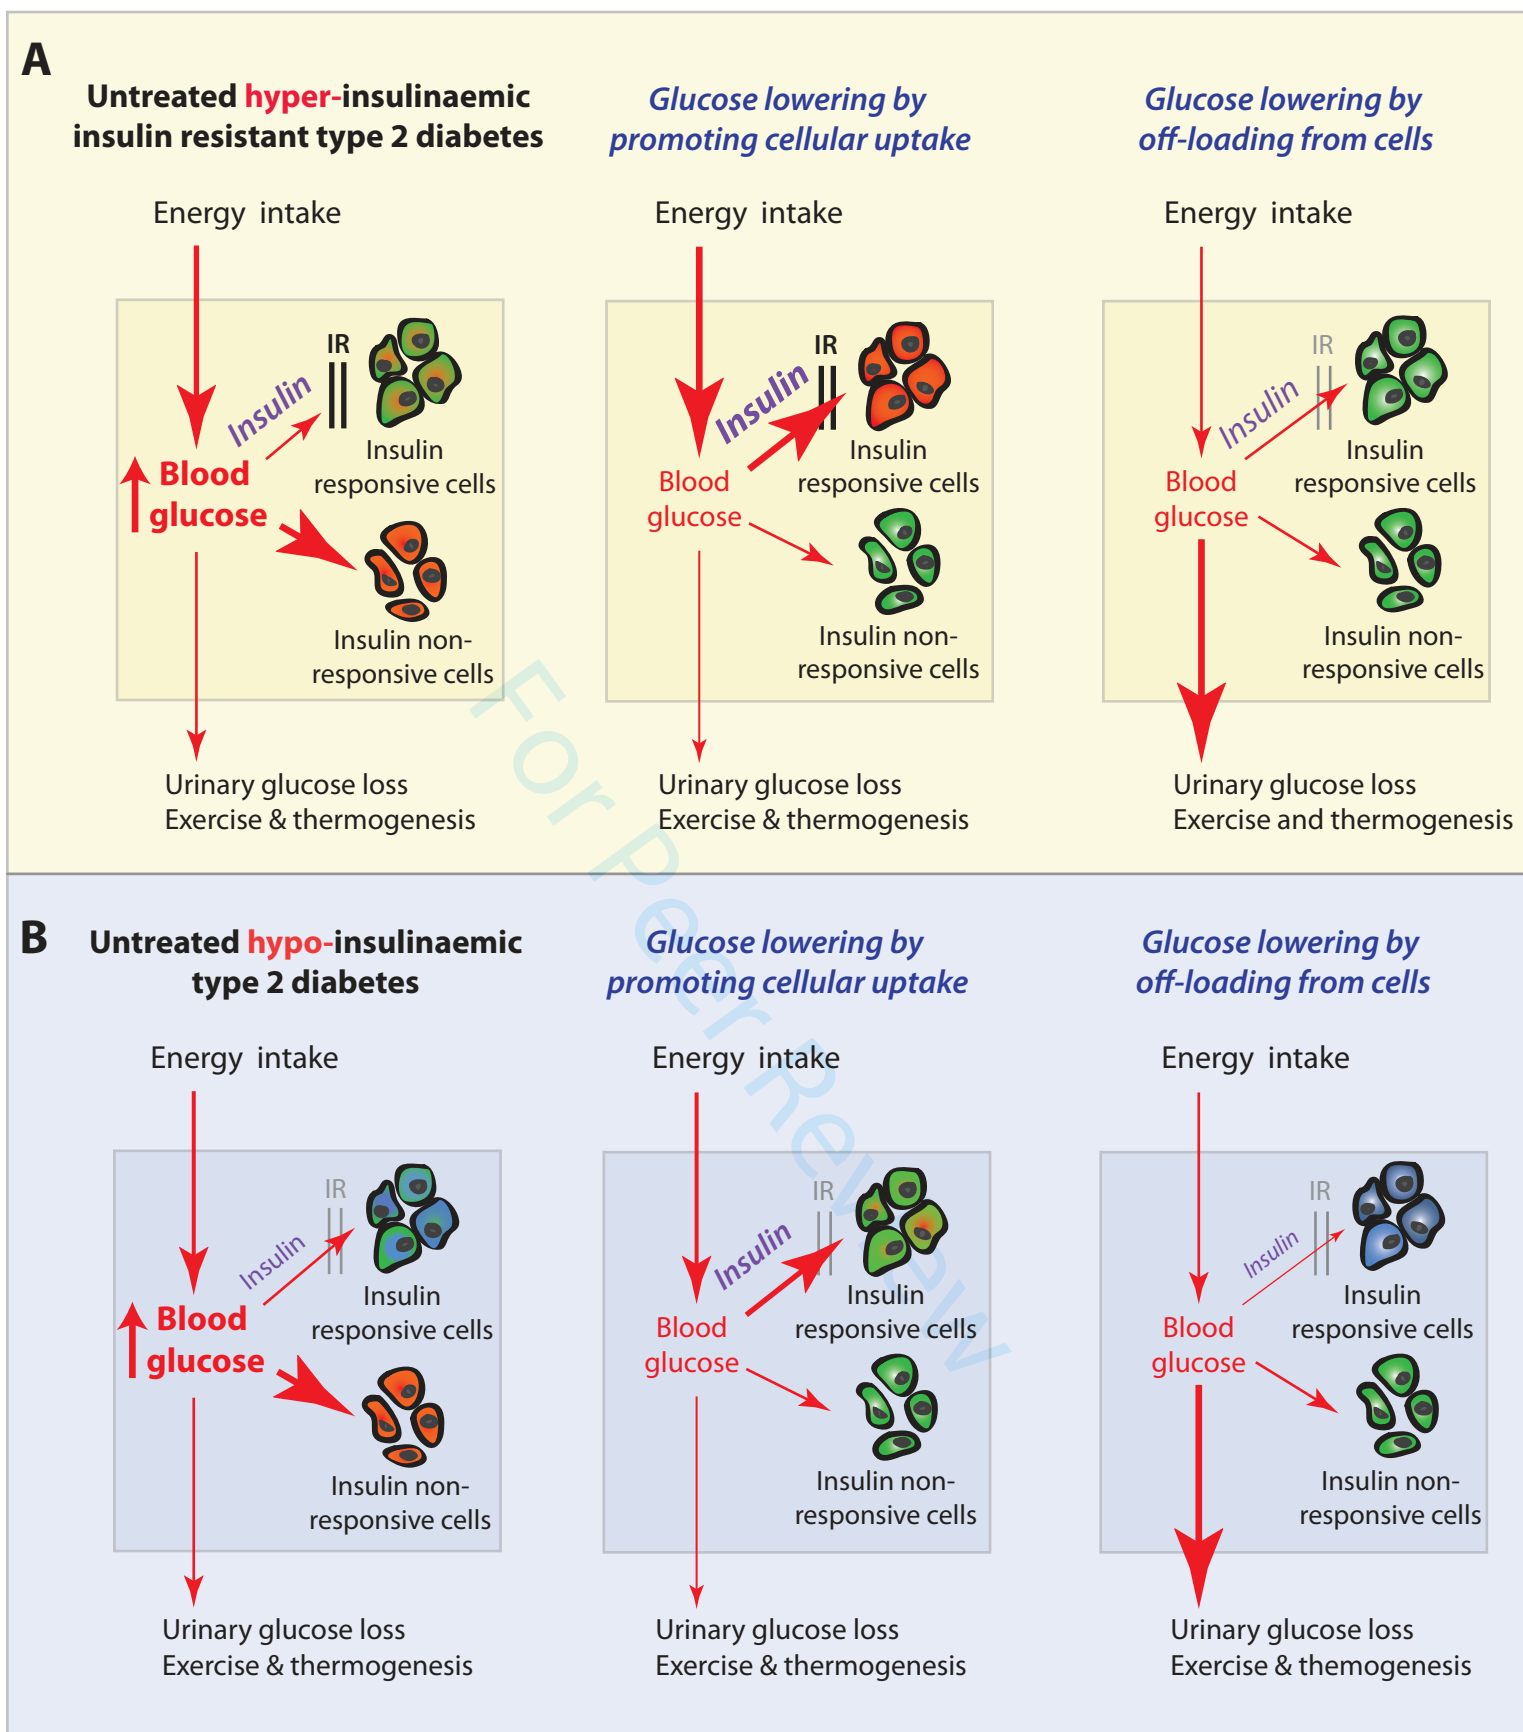 A
Untreated hyper-insulinaemic
insulin resistant type 2 diabetes
Glucose lowering by
promoting cellular uptake
Glucose lowering by
off-loading from cells
Energy intake
Energy intake
Energy intake
IR
Insulin
Insulin
responsive cells
Blood
glucose
Insulin non-
responsive cells
IR
Insulin
Insulin
responsive cells
Blood
glucose
Insulin non-
responsive cells
IR
Insulin
Insulin
responsive cells
Blood
glucose
Insulin non-
responsive cells
Urinary glucose loss
Exercise & thermogenesis
Urinary glucose loss
Exercise & thermogenesis
Urinary glucose loss
Exercise and thermogenesis
For Peer Review
B
Untreated hypo-insulinaemic
type 2 diabetes
Glucose lowering by
promoting cellular uptake
Glucose lowering by
off-loading from cells
Energy intake
Energy intake
Energy intake
IR
Insulin
Insulin
responsive cells
Blood
glucose
Insulin non-
responsive cells
IR
Insulin
Insulin
responsive cells
Blood
glucose
Insulin non-
responsive cells
IR
Insulin
Insulin
responsive cells
Blood
glucose
Insulin non-
responsive cells
Urinary glucose loss
Exercise & thermogenesis
Urinary glucose loss
Exercise & thermogenesis
Urinary glucose loss
Exercise & themogenesis